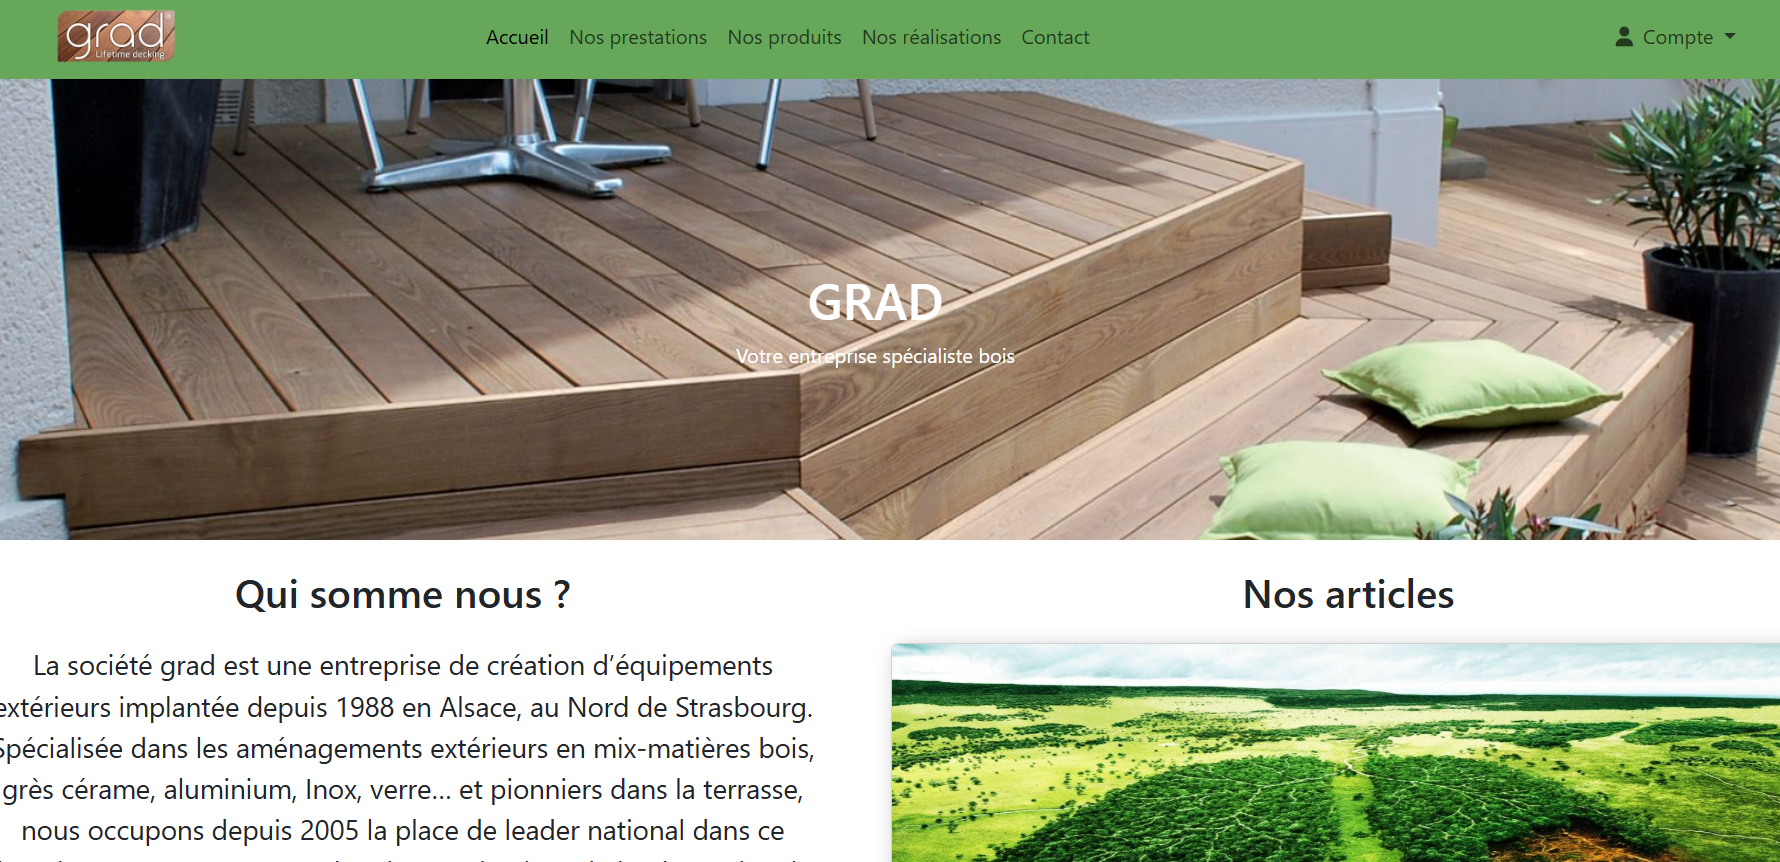 grad
Lifetime decking
Accueil Nos prestations Nos produits Nos réalisations Contact
Compte
GRAD
Votre entreprise spécialiste bois
Qui somme nous ?
La société grad est une entreprise de création d’équipements
extérieurs implantée depuis 1988 en Alsace, au Nord de Strasbourg.
Spécialisée dans les aménagements extérieurs en mix-matières bois,
grès cérame, aluminium, Inox, verre... et pionniers dans la terrasse,
nous occupons depuis 2005 la place de leader national dans ce
Nos articles